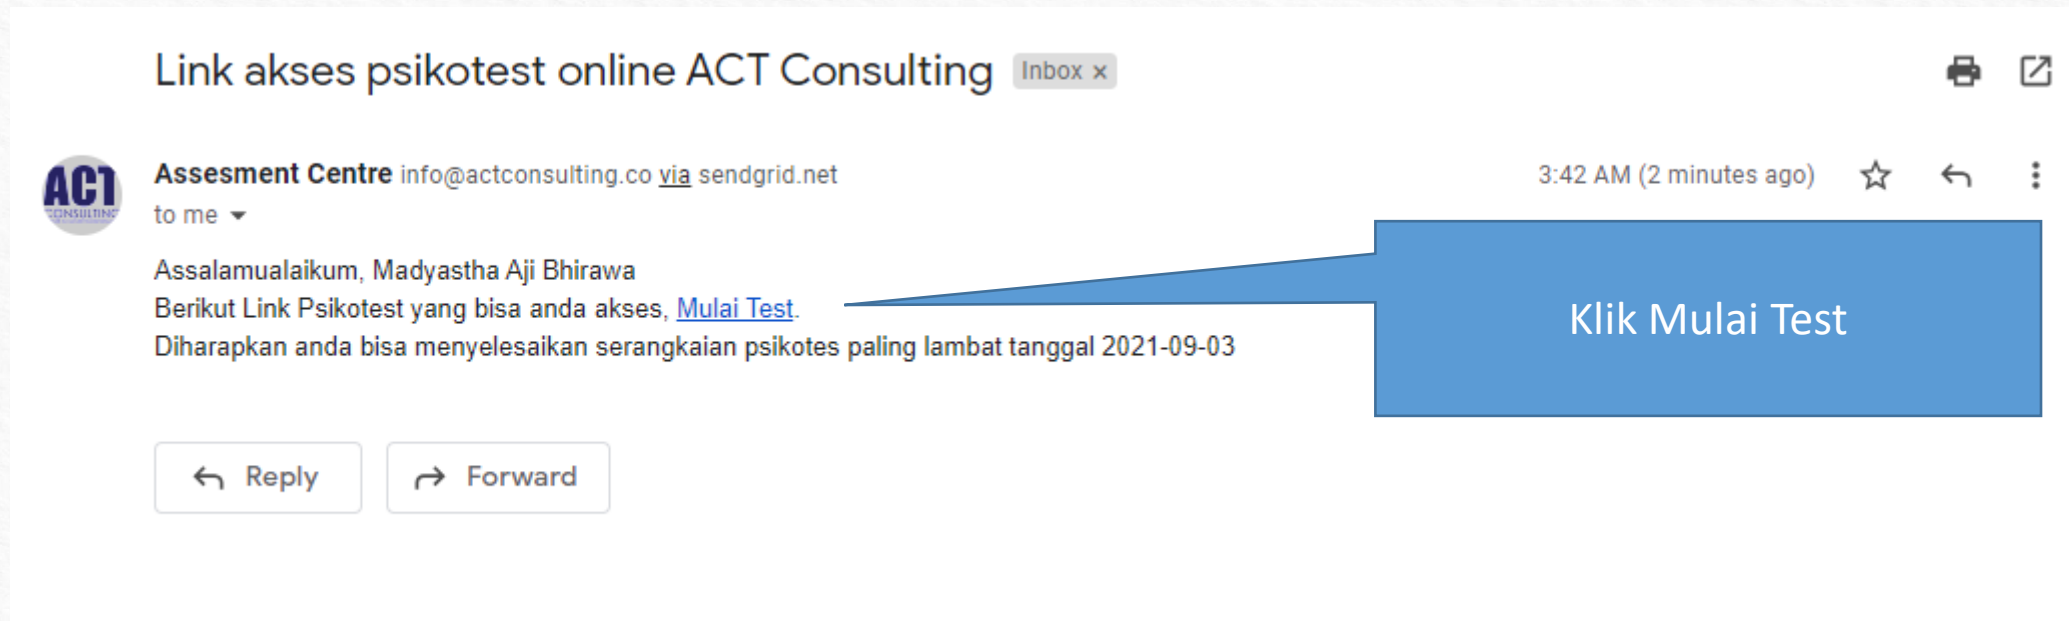 Link akses psikotest online ACT Consulting Inbox x
ACT
CONSULTING
Assesment Centre info@actconsulting.co via sendgrid.net
3:42 AM (2 minutes ago)
to me
Assalamualaikum, Madyastha Aji Bhirawa
Berikut Link Psikotest yang bisa anda akses, Mulai Test.
Diharapkan anda bisa menyelesaikan serangkaian psikotes paling lambat tanggal 2021-09-03
Klik Mulai Test
Reply
Forward